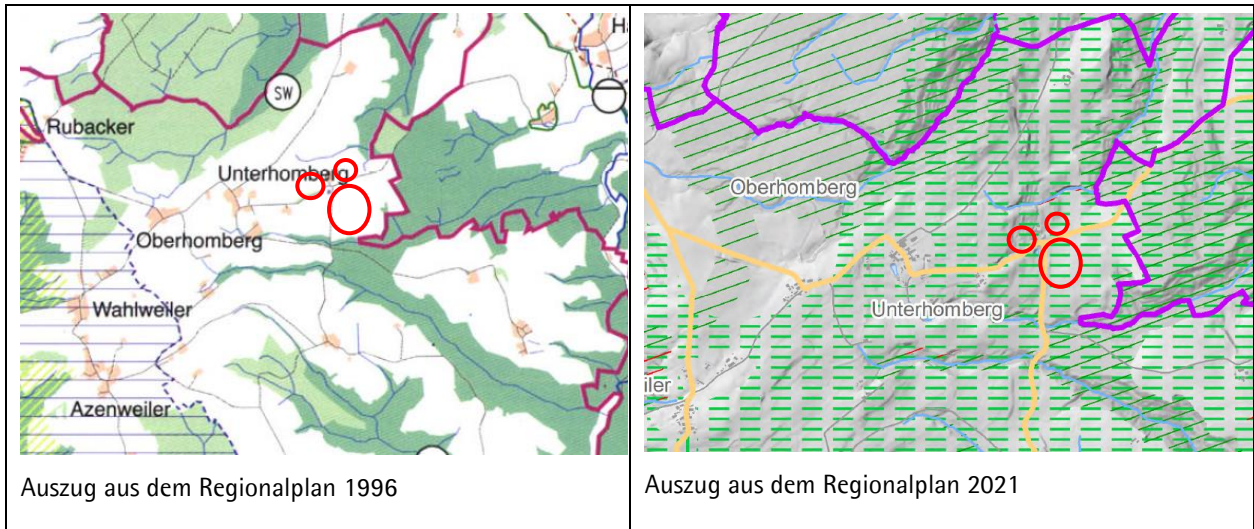 Ha
SW
Rubacker
Unterhomberg
Oberhomberg
Wahlweiler
Azenweiler
Auszug aus dem Regionalplan 1996
Oberhomberg
Unterhomberg
iler
Auszug aus dem Regionalplan 2021